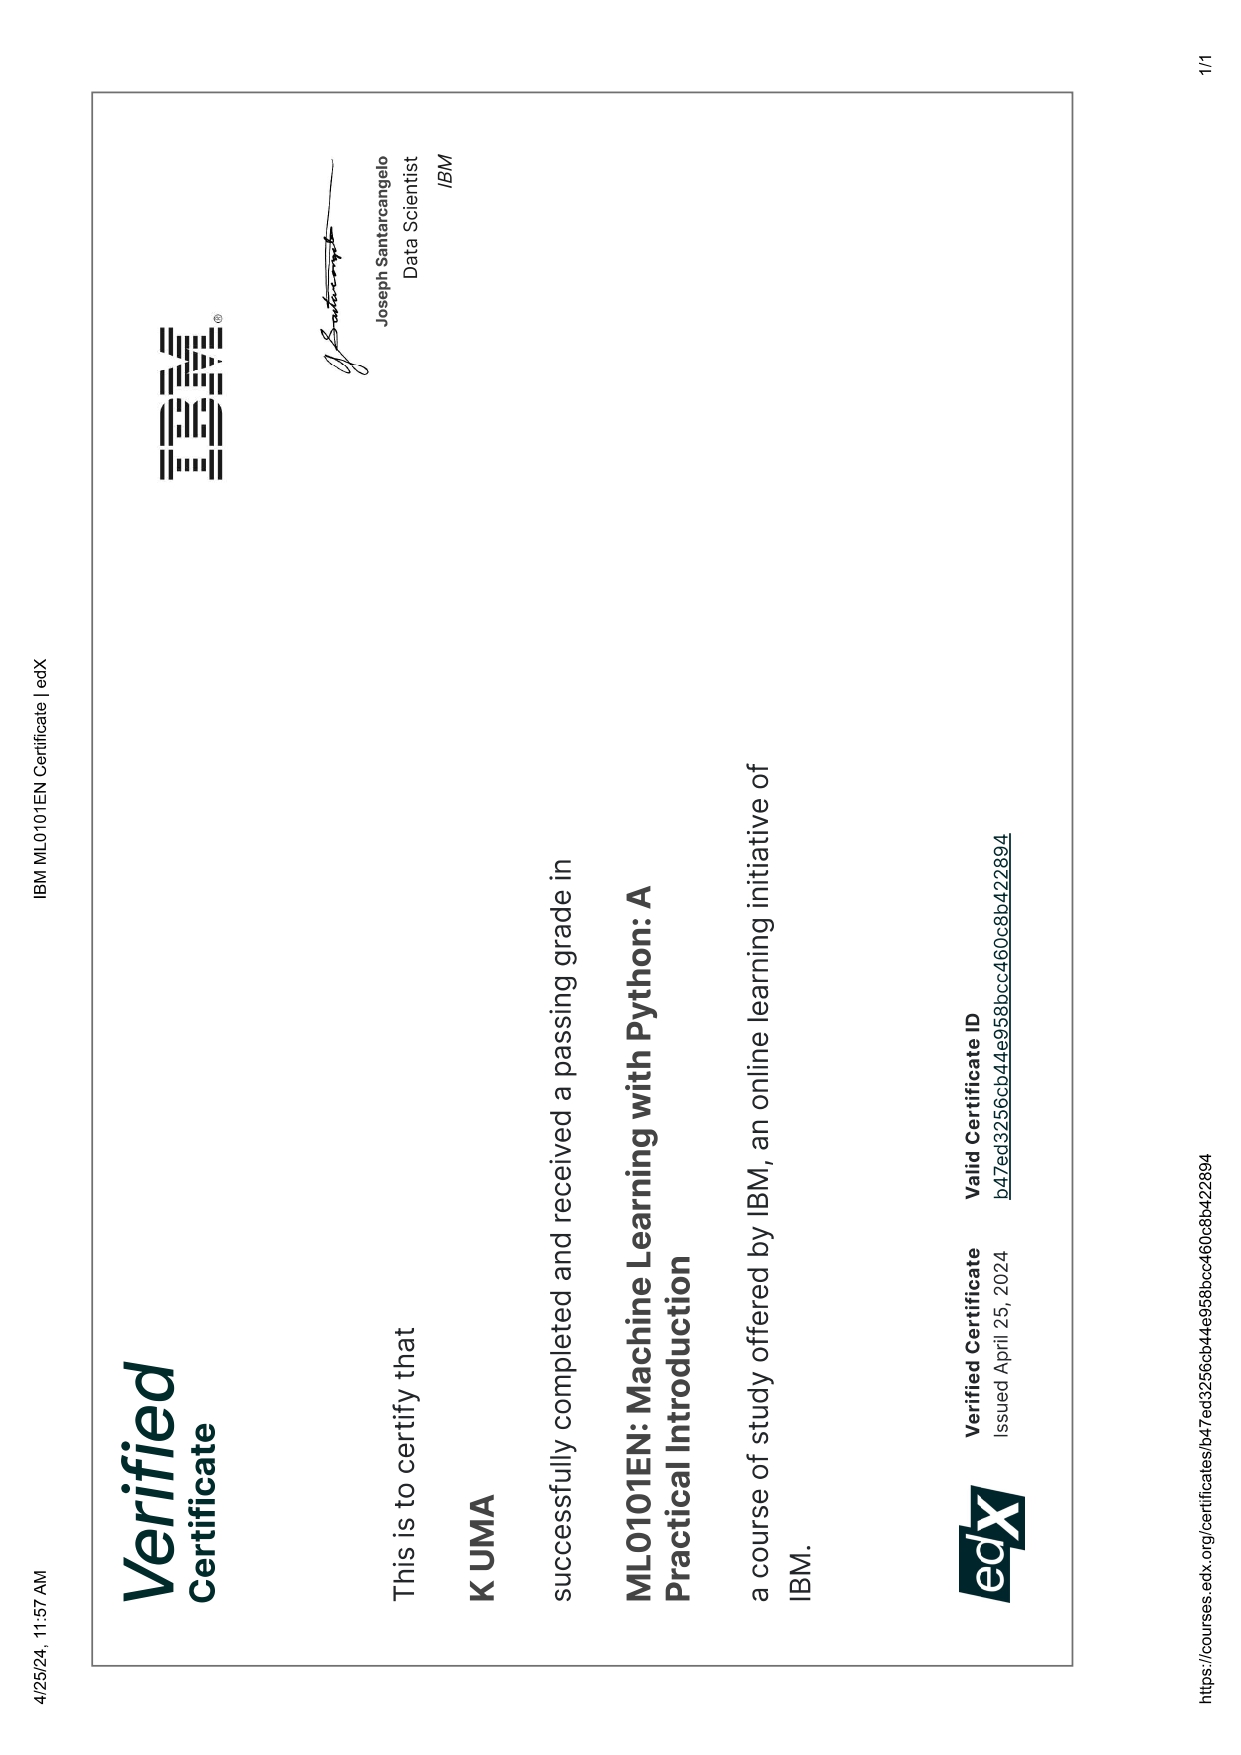 4/25/24, 11:57 AM
IBM ML0101EN Certificate | edX
Verified
Certificate
IBM®
Joseph Santarcangelo
Data Scientist
IBM
This is to certify that
K UMA
successfully completed and received a passing grade in
ML0101EN: Machine Learning with Python: A
Practical Introduction
a course of study offered by IBM, an online learning initiative of
IBM.
edX
Verified Certificate
Issued April 25, 2024
Valid Certificate ID
b47ed3256cb44e958bcc460c8b422894
https://courses.edx.org/certificates/b47ed3256cb44e958bcc460c8b422894
1/1